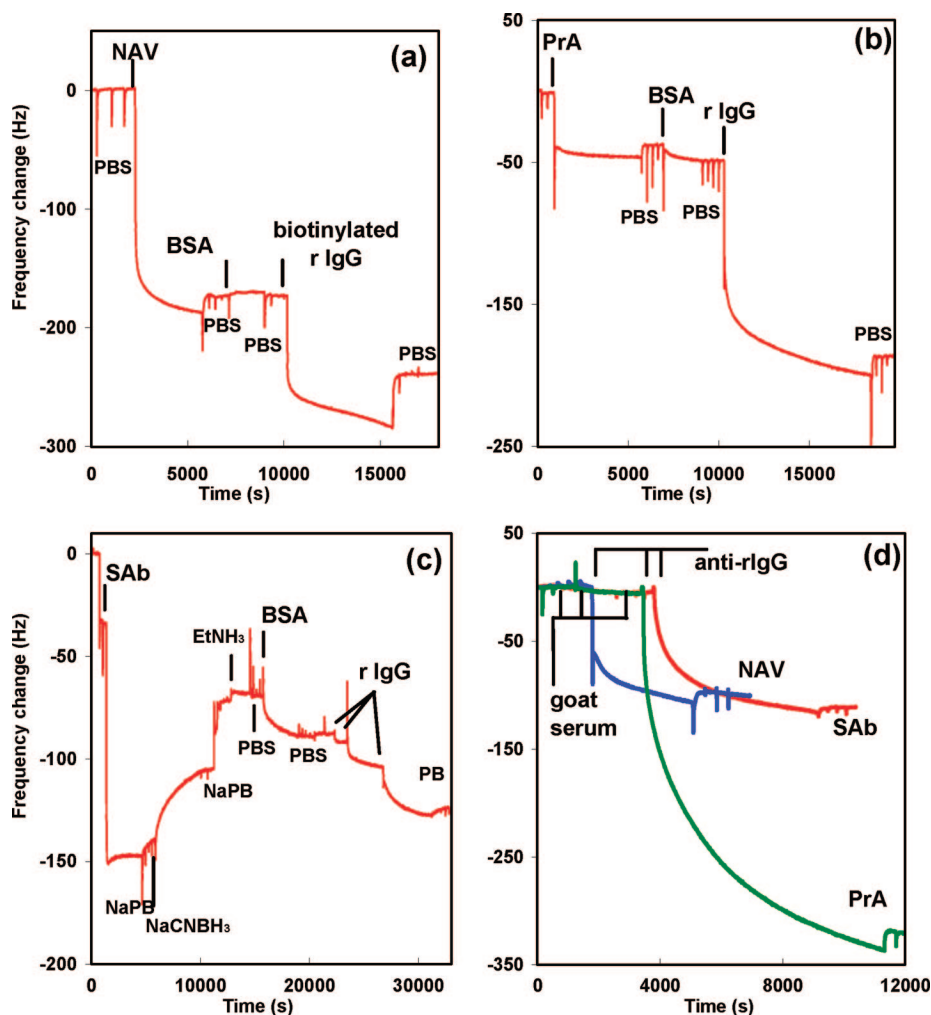 (a)
NAV
0
PBS
-100
BSA
biotinylated
r IgG
-200
PBS
PBS
PBS
-300
0 5000 10000 15000
Time (s)
Frequency change (Hz)
50
(b)
PrA
0
BSA
r IgG
-50
PBS
PBS
-150
PBS
-250
0 5000 10000 15000
Time (s)
(c)
0
SAb
-50
EtNH3
BSA
r IgG
PBS
PBS
-100
NaPB
PB
-150
NaPB
NaCNBH3
-200
0 10000 20000 30000
Time (s)
Frequency change (Hz)
50
(d)
anti-rIgG
-50
goat
serum
NAV
SAb
-150
-250
PrA
-350
0 4000 8000 12000
Time (s)